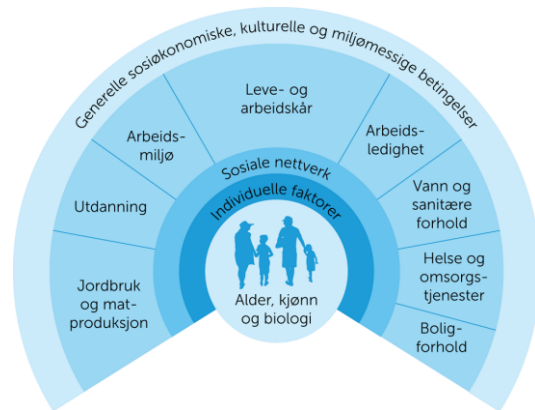 Generelle sosiøkonomiske, kulturelle og miljømessige betingelser
Leve- og
arbeidskår
Arbeids-
miljø
Arbeids-
ledighet
Utdanning
Vann og
sanitære
forhold
Jordbruk
og mat-
produksjon
Helse og
omsorgs-
tjenester
Bolig-
forhold
Sosiale nettverk
Individuelle faktorer
Alder, kjønn
og biologi